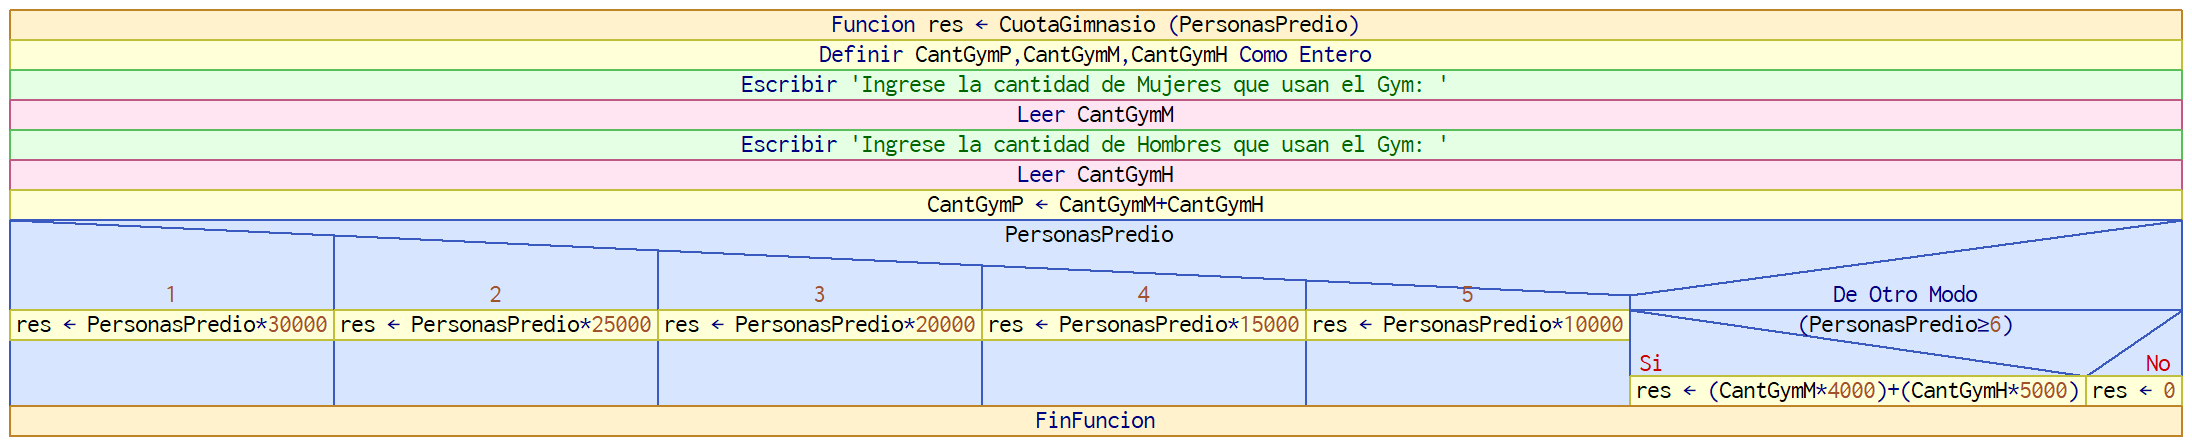 Funcion res ← CuotaGimnasio (PersonasPredio)
Definir CantGymP,CantGymM,CantGymH Como Entero
Escribir 'Ingrese la cantidad de Mujeres que usan el Gym: '
Leer CantGymM
Escribir 'Ingrese la cantidad de Hombres que usan el Gym: '
Leer CantGymH
CantGymP ← CantGymM+CantGymH
PersonasPredio
1 2 3 4 5 De Otro Modo
res ← PersonasPredio*30000 res ← PersonasPredio*25000 res ← PersonasPredio*20000 res ← PersonasPredio*15000 res ← PersonasPredio*10000 (PersonasPredio≥6)
Si No
res ← (CantGymM*4000)+(CantGymH*5000) res ← 0
FinFuncion